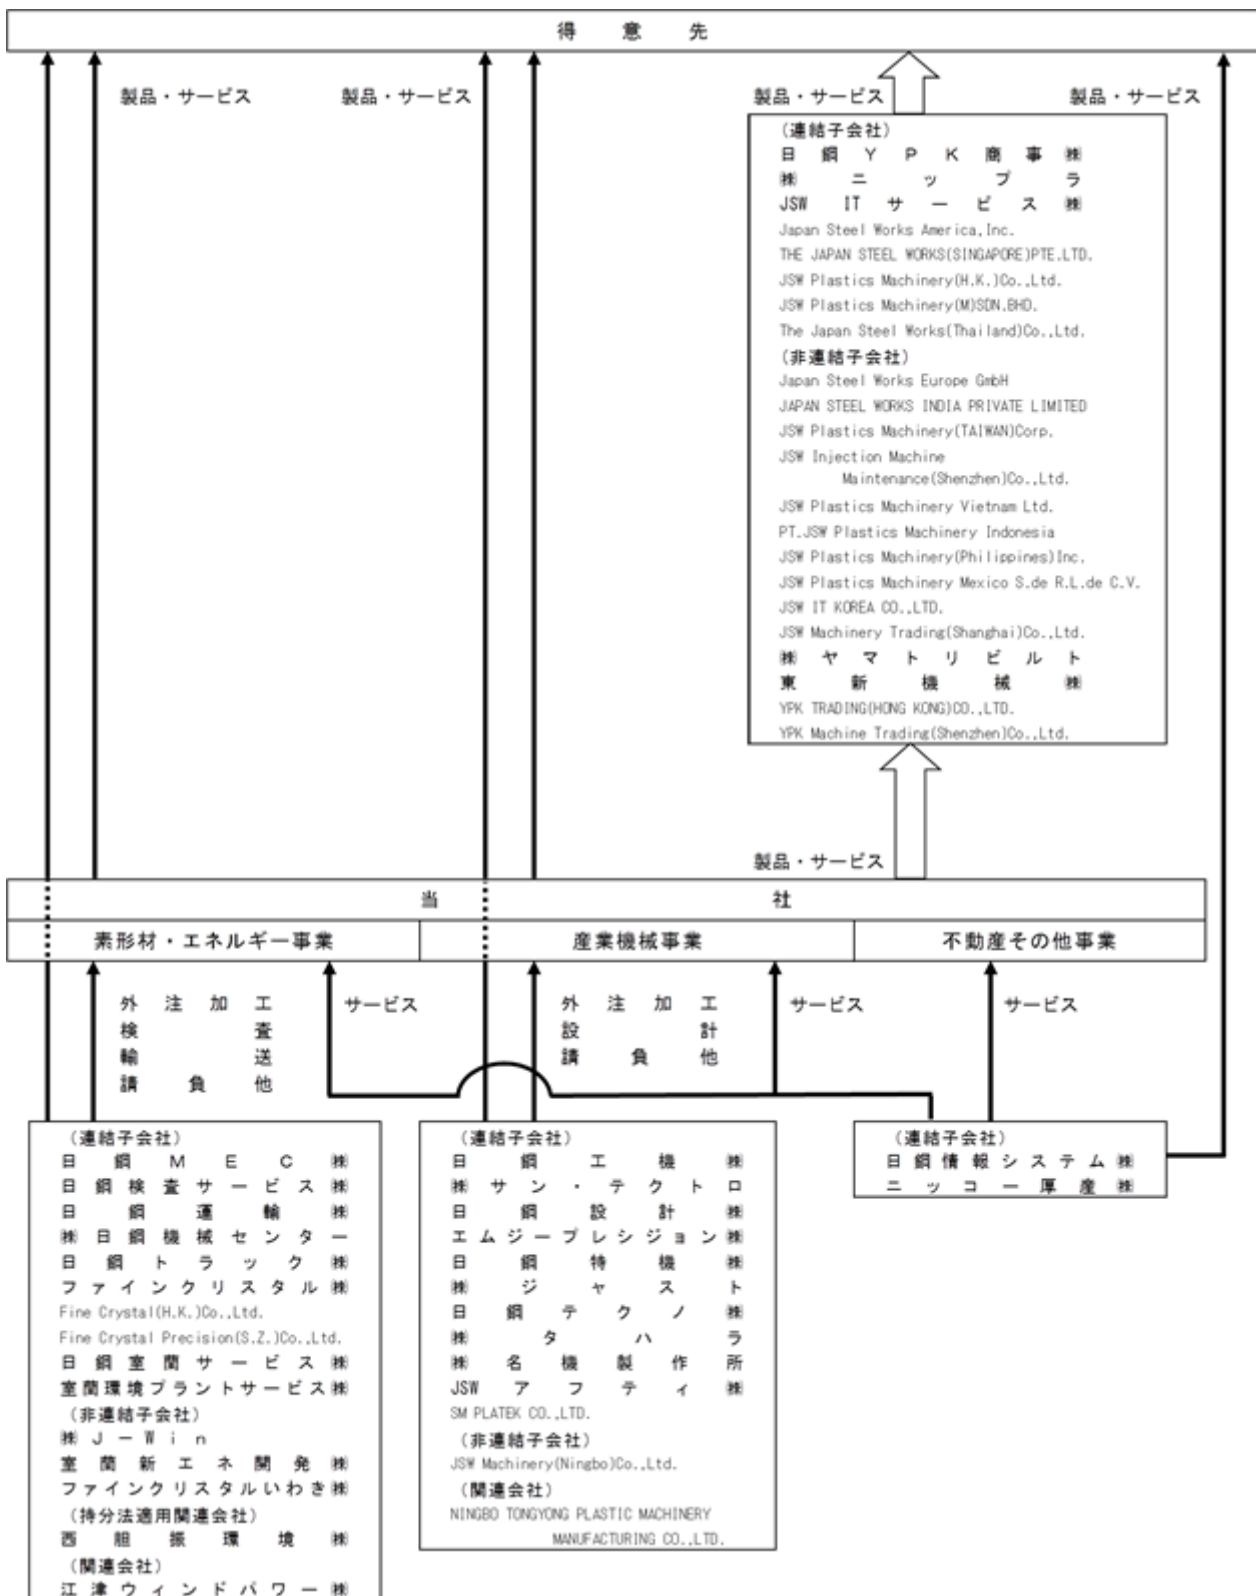 得意先
製品・サービス
製品・サービス
製品・サービス
製品・サービス
（連結子会社）
日鋼YPK商事㈱
㈱ニップラ
JSW ITサービス㈱
Japan Steel Works America,Inc.
THE JAPAN STEEL WORKS(SINGAPORE)PTE.LTD.
JSW Plastics Machinery(H.K.)Co.,Ltd.
JSW Plastics Machinery(M)SDN.BHD.
The Japan Steel Works(Thailand)Co.,Ltd.
（非連結子会社）
Japan Steel Works Europe GmbH
JAPAN STEEL WORKS INDIA PRIVATE LIMITED
JSW Plastics Machinery(TAIWAN)Corp.
JSW Injection Machine
Maintenance(Shenzhen)Co.,Ltd.
JSW Plastics Machinery Vietnam Ltd.
PT.JSW Plastics Machinery Indonesia
JSW Plastics Machinery(Philippines)Inc.
JSW Plastics Machinery Mexico S.de R.L.de C.V.
JSW IT KOREA CO.,LTD.
JSW Machinery Trading(Shanghai)Co.,Ltd.
㈱ヤマトリビルト
東新機械㈱
YPK TRADING(HONG KONG)CO.,LTD.
YPK Machine Trading(Shenzhen)Co.,Ltd.
製品・サービス
当社
素形材・エネルギー事業
産業機械事業
不動産その他事業
外注加工
検査
輸送
請負他
サービス
外注加工
設計
請負他
サービス
サービス
（連結子会社）
日鋼MEC㈱
日鋼検査サービス㈱
日鋼運輸㈱
㈱日鋼機械センター
日鋼トラック㈱
ファインクリスタル㈱
Fine Crystal(H.K.)Co.,Ltd.
Fine Crystal Precision(S.Z.)Co.,Ltd.
日鋼室蘭サービス㈱
室蘭環境プラントサービス㈱
（非連結子会社）
㈱J－Win
室蘭新エネ開発㈱
ファインクリスタルいわき㈱
（持分法適用関連会社）
西胆振環境㈱
（関連会社）
江津ウィンドパワー㈱
（連結子会社）
日鋼工機㈱
㈱サン・テクトロ
日鋼設計㈱
エムジープレシジョン㈱
日鋼特機㈱
㈱ジャスト
日鋼テクノ㈱
㈱タハラ
㈱名機製作所
JSWアフティ㈱
SM PLATEK CO.,LTD.
（非連結子会社）
JSW Machinery(Ningbo)Co.,Ltd.
（関連会社）
NINGBO TONGYONG PLASTIC MACHINERY
MANUFACTURING CO.,LTD.
（連結子会社）
日鋼情報システム㈱
ニッコー厚産㈱